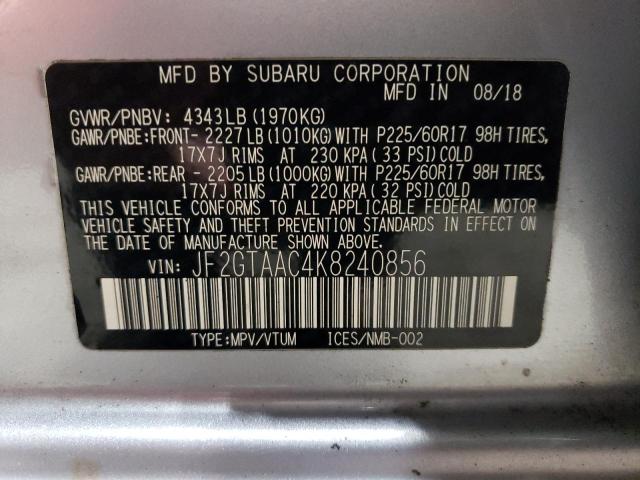 MFD BY SUBARU CORPORATION
MFD IN 08/18
GVWR/PNBV: 4343LB(1970KG)
GAWR/PNBE:FRONT- 2227LB(1010KG)WITH P225/60R17 98H TIRES,
17X7J RIMS AT 230 KPA( 33 PSI)COLD
GAWR/PNBE:REAR - 2205LB(1000KG)WITH P225/60R17 98H TIRES,
17X7J RIMS AT 220 KPA( 32 PSI)COLD
THIS VEHICLE CONFORMS TO ALL APPLICABLE FEDERAL MOTOR
VEHICLE SAFETY AND THEFT PREVENTION STANDARDS IN EFFECT ON
THE DATE OF MANUFACTURE SHOWN ABOVE.
VIN: JF2GTAAC4K8240856
TYPE:MPV/VTUM ICES/NMB-002